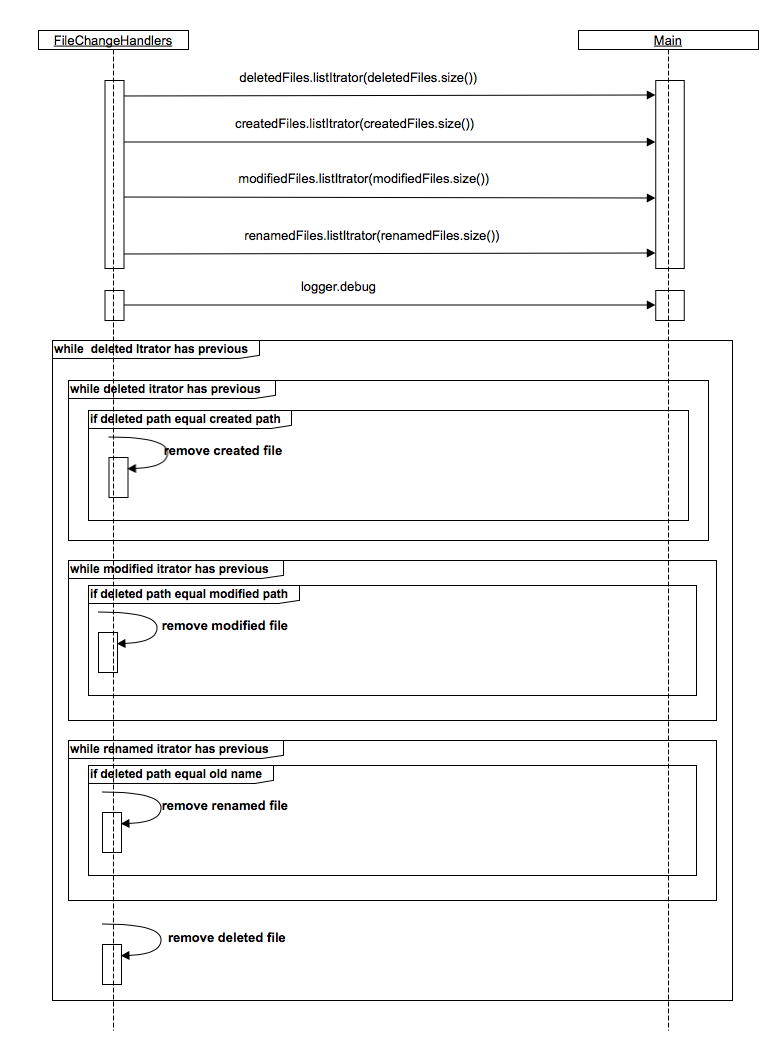 FileChangeHandlers
Main
deletedFiles.listItrator(deletedFiles.size())
createdFiles.listItrator(createdFiles.size())
modifiedFiles.listItrator(modifiedFiles.size())
renamedFiles.listItrator(renamedFiles.size())
logger.debug
while deleted Itrator has previous
while deleted itrator has previous
if deleted path equal created path
remove created file
while modified itrator has previous
if deleted path equal modified path
remove modified file
while renamed itrator has previous
if deleted path equal old name
remove renamed file
remove deleted file